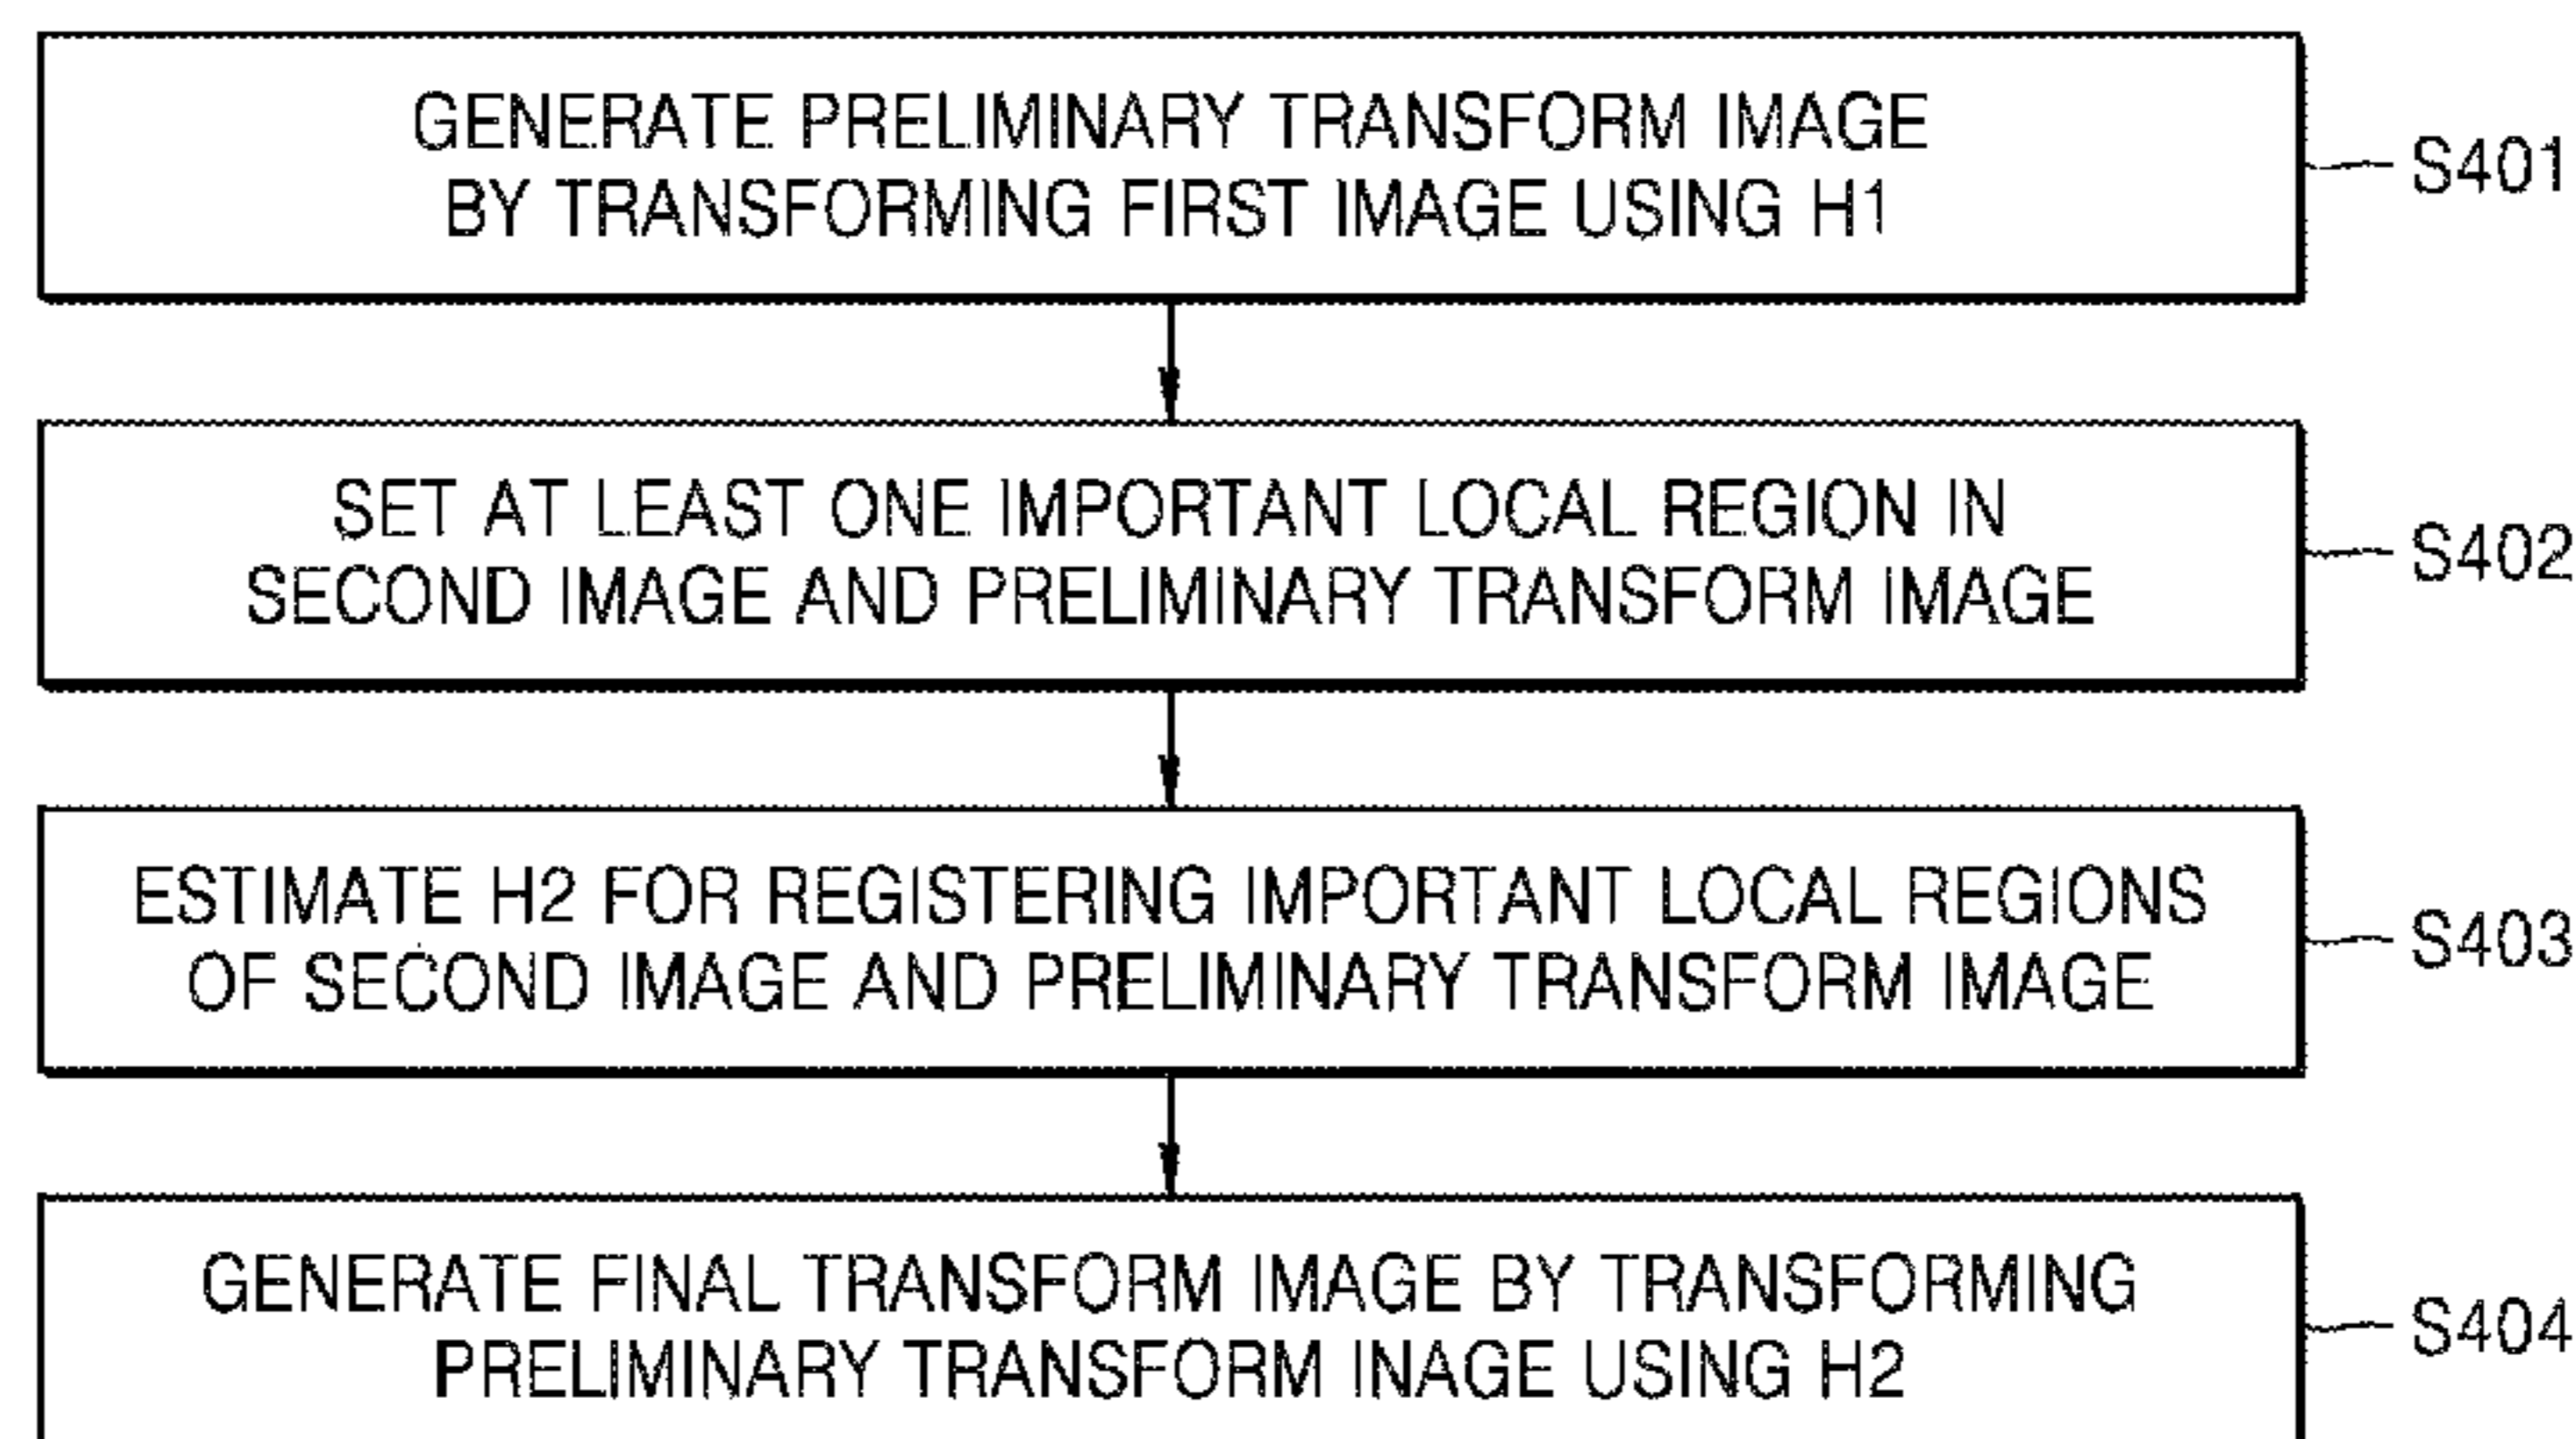 GENERATE PRELIMINARY TRANSFORM IMAGE
BY TRANSFORMING FIRST IMAGE USING H1
S401
SET AT LEAST ONE IMPORTANT LOCAL REGION IN
SECOND IMAGE AND PRELIMINARY TRANSFORM IMAGE
S402
ESTIMATE H2 FOR REGISTERING IMPORTANT LOCAL REGIONS
OF SECOND IMAGE AND PRELIMINARY TRANSFORM IMAGE
S403
GENERATE FINAL TRANSFORM IMAGE BY TRANSFORMING
PRELIMINARY TRANSFORM INAGE USING H2
S404